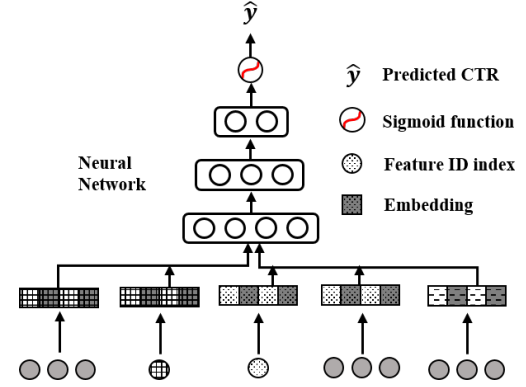 ŷ
ŷ Predicted CTR
Sigmoid function
Neural
Network
Feature ID index
Embedding